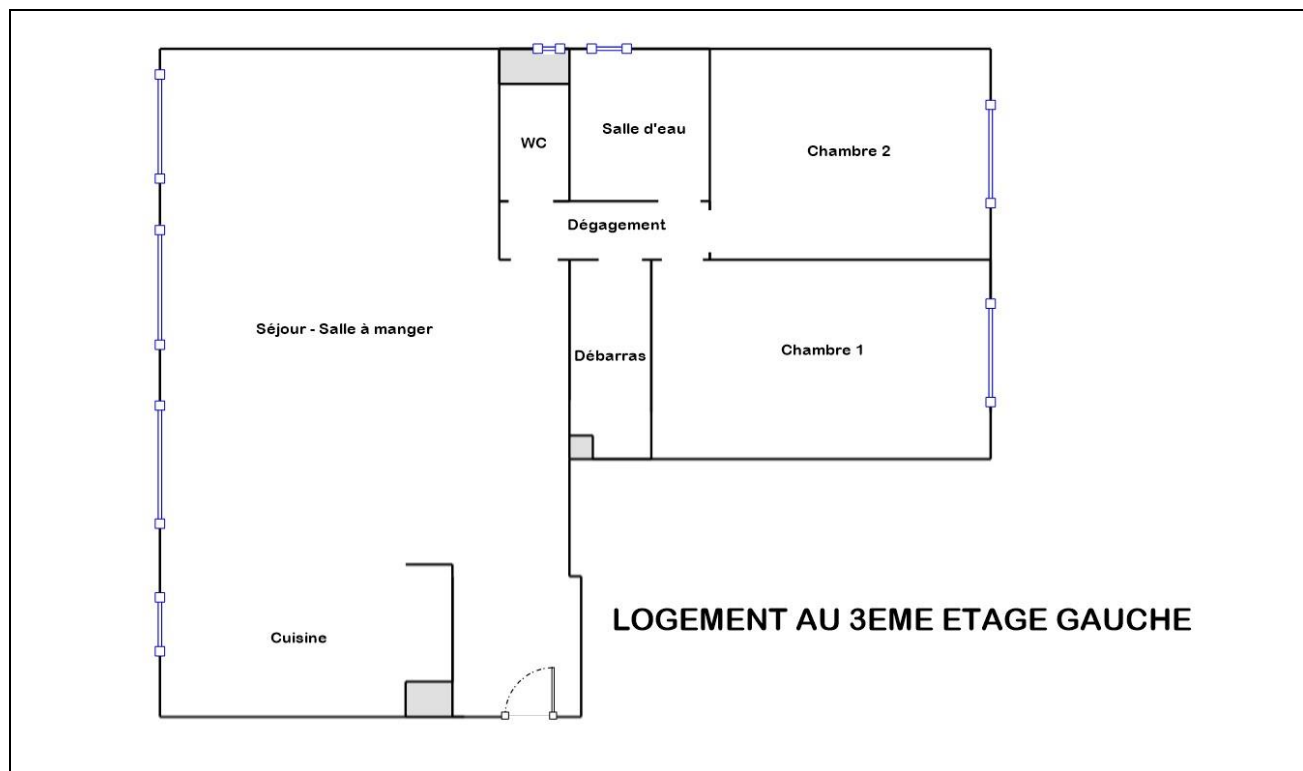 Salle d'eau
WC
Chambre 2
Dégagement
Séjour - Salle à manger
Chambre 1
Débarras
LOGEMENT AU 3EME ETAGE GAUCHE
Cuisine